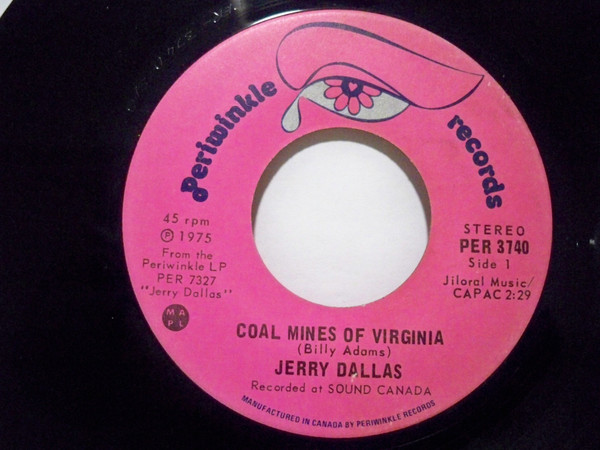 Periwinkle records
45 rpm
℗ 1975
From the
Periwinkle LP
PER 7327
"Jerry Dallas"
MA
PL
STEREO
PER 3740
Side 1
Jiloral Music/
CAPAC 2:29
COAL MINES OF VIRGINIA
(Billy Adams)
JERRY DALLAS
Recorded at SOUND CANADA
MANUFACTURED IN CANADA BY PERIWINKLE RECORDS